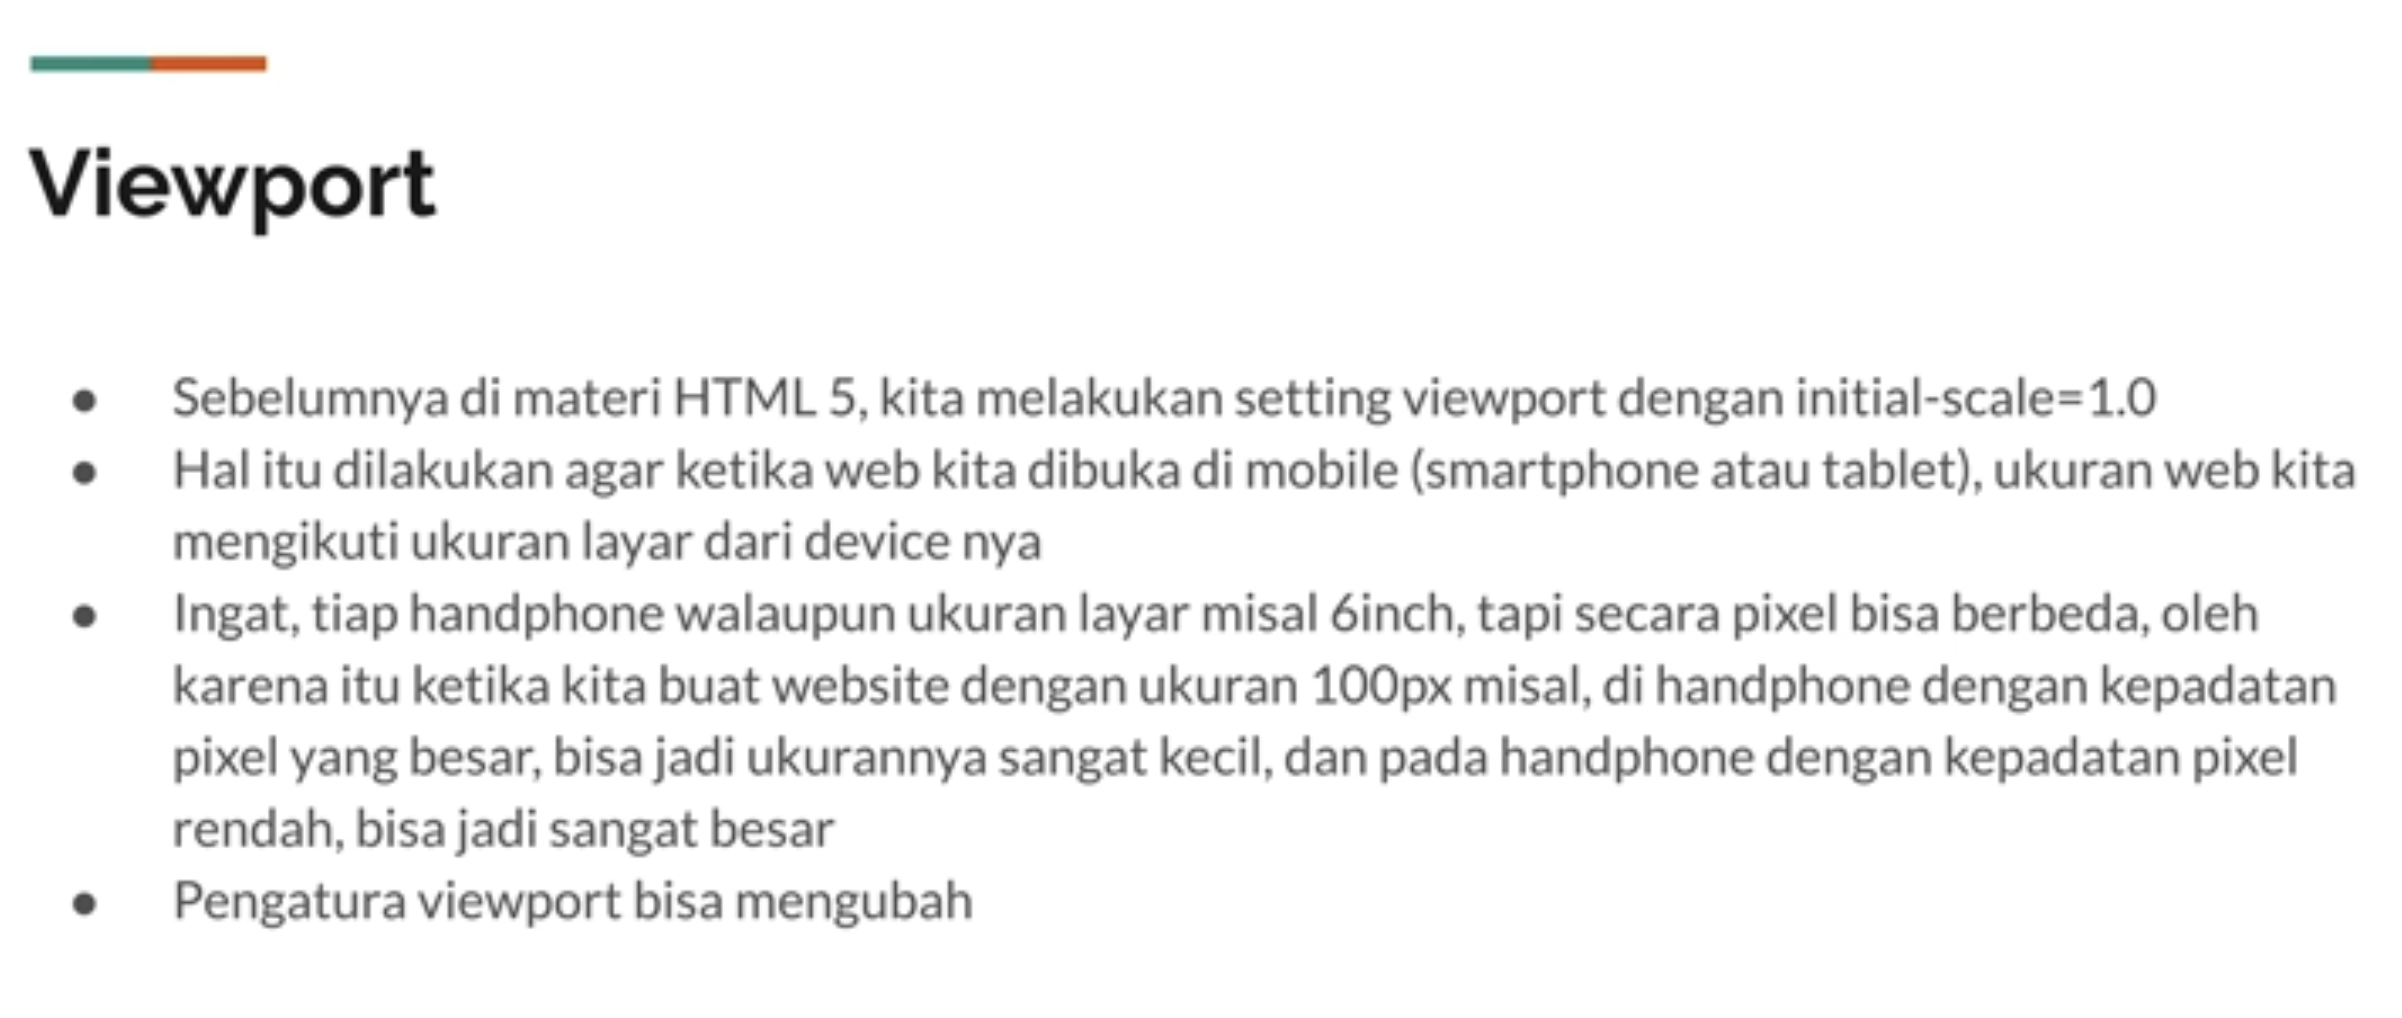 Viewport
● Sebelumnya di materi HTML 5, kita melakukan setting viewport dengan initial-scale=1.0
● Hal itu dilakukan agar ketika web kita dibuka di mobile (smartphone atau tablet), ukuran web kita
mengikuti ukuran layar dari device nya
● Ingat, tiap handphone walaupun ukuran layar misal 6inch, tapi secara pixel bisa berbeda, oleh
karena itu ketika kita buat website dengan ukuran 100px misal, di handphone dengan kepadatan
pixel yang besar, bisa jadi ukurannya sangat kecil, dan pada handphone dengan kepadatan pixel
rendah, bisa jadi sangat besar
● Pengatura viewport bisa mengubah